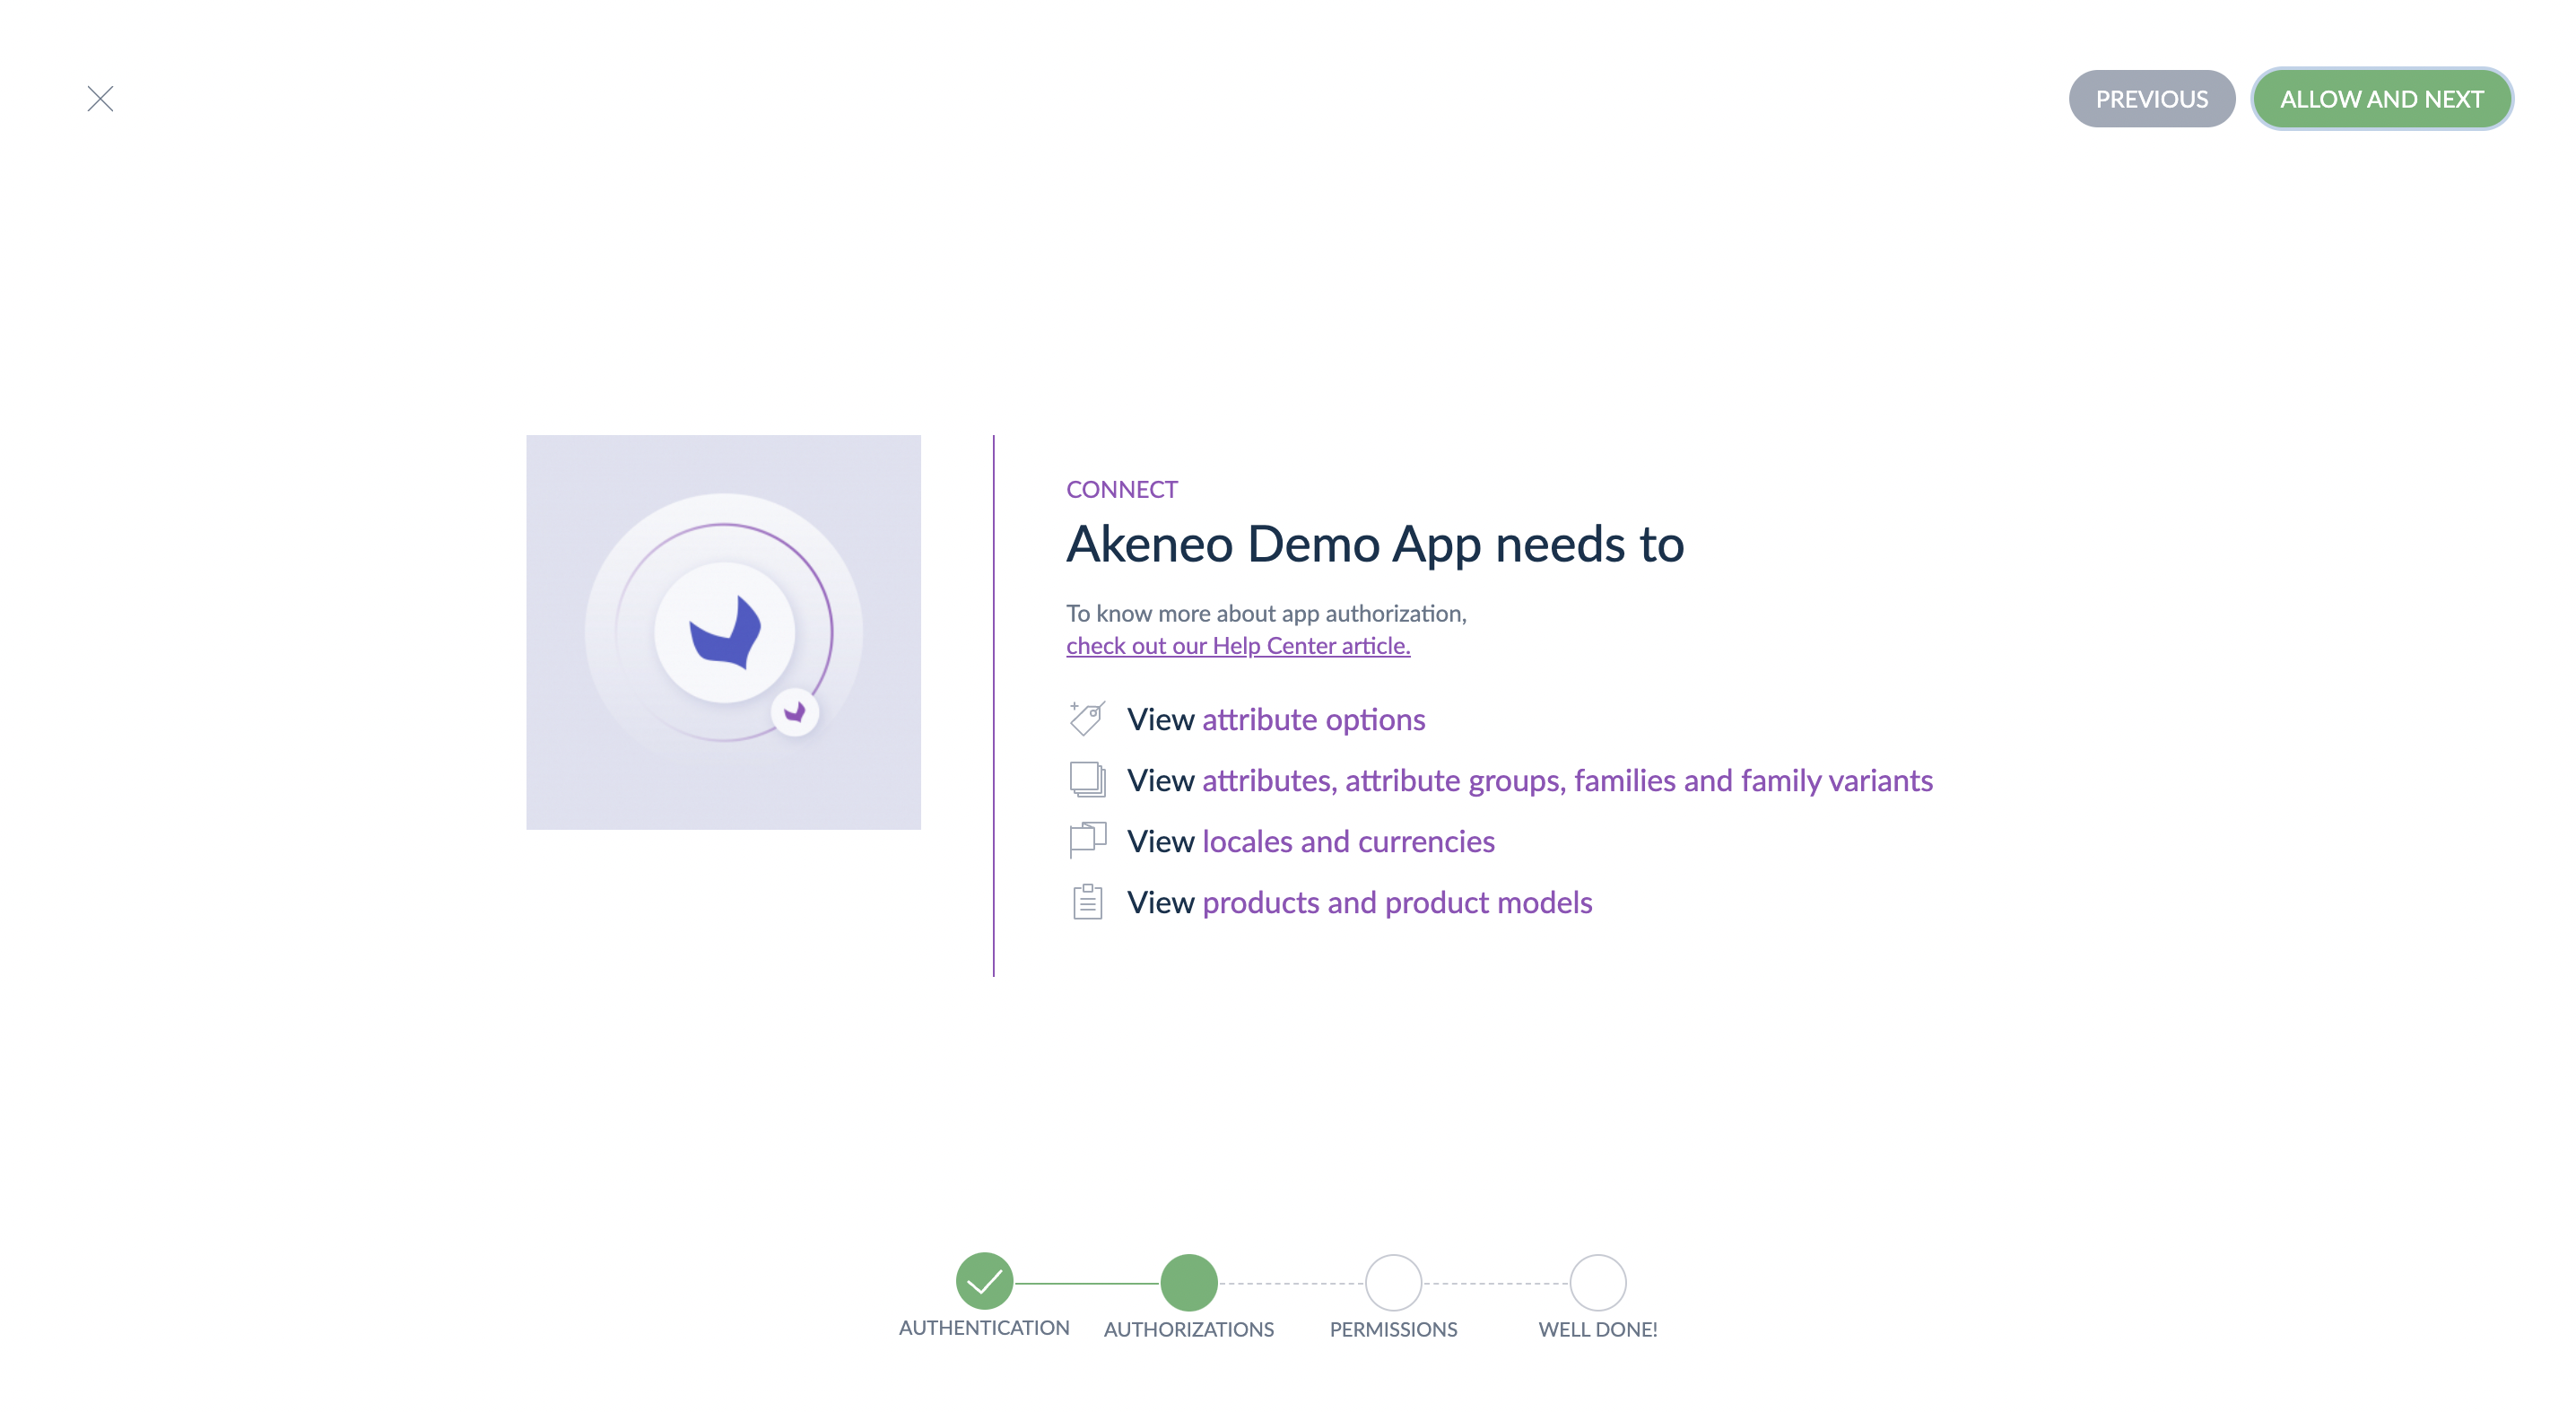 PREVIOUS
ALLOW AND NEXT
CONNECT
Akeneo Demo App needs to
To know more about app authorization,
check out our Help Center article.
View attribute options
View attributes, attribute groups, families and family variants
View locales and currencies
View products and product models
AUTHENTICATION
AUTHORIZATIONS
PERMISSIONS
WELL DONE!